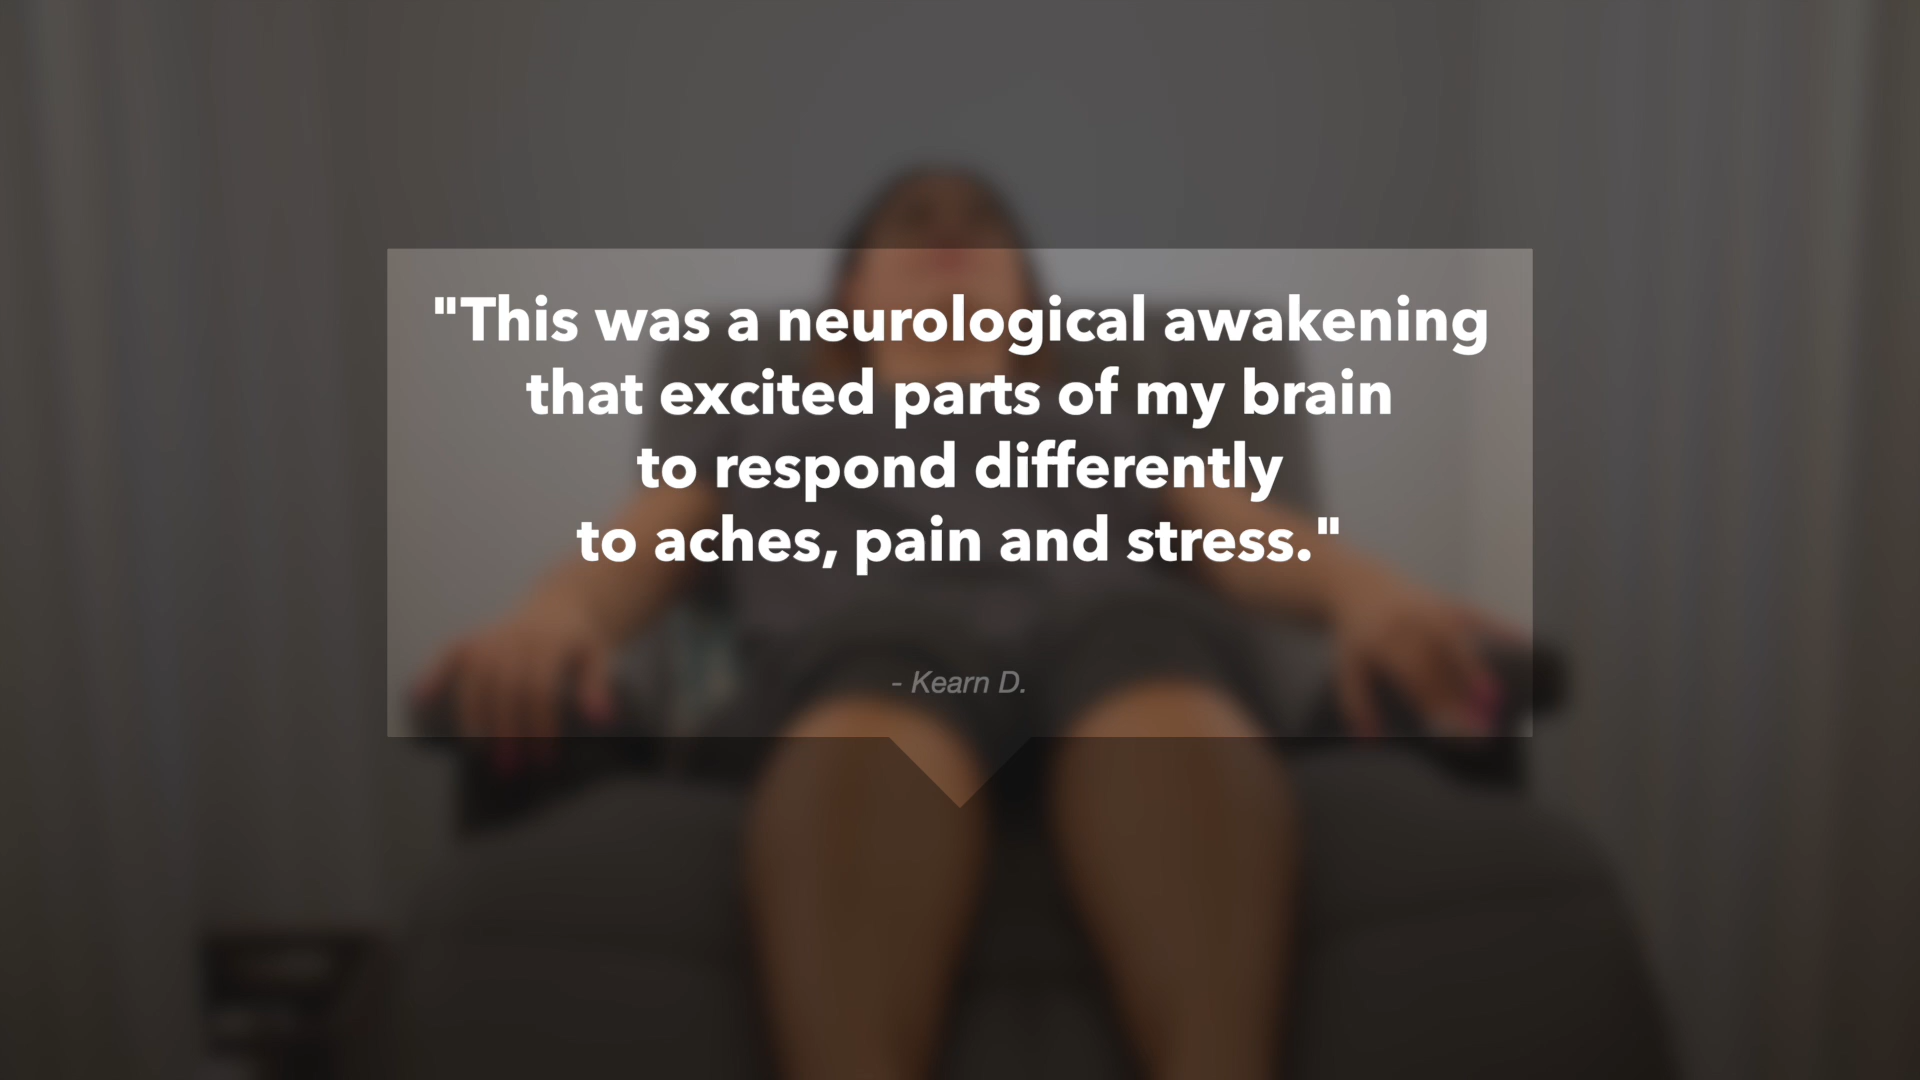 "This was a neurological awakening
that excited parts of my brain
to respond differently
to aches, pain and stress."
- Kearn D.